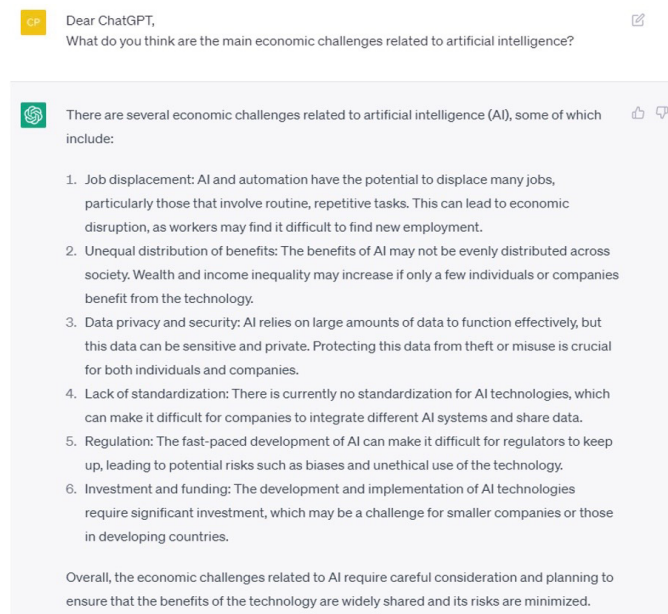 CP
Dear ChatGPT,
What do you think are the main economic challenges related to artificial intelligence?
There are several economic challenges related to artificial intelligence (AI), some of which
include:
1. Job displacement: AI and automation have the potential to displace many jobs,
particularly those that involve routine, repetitive tasks. This can lead to economic
disruption, as workers may find it difficult to find new employment.
2. Unequal distribution of benefits: The benefits of AI may not be evenly distributed across
society. Wealth and income inequality may increase if only a few individuals or companies
benefit from the technology.
3. Data privacy and security: AI relies on large amounts of data to function effectively, but
this data can be sensitive and private. Protecting this data from theft or misuse is crucial
for both individuals and companies.
4. Lack of standardization: There is currently no standardization for AI technologies, which
can make it difficult for companies to integrate different AI systems and share data.
5. Regulation: The fast-paced development of AI can make it difficult for regulators to keep
up, leading to potential risks such as biases and unethical use of the technology.
6. Investment and funding: The development and implementation of AI technologies
require significant investment, which may be a challenge for smaller companies or those
in developing countries.
Overall, the economic challenges related to AI require careful consideration and planning to
ensure that the benefits of the technology are widely shared and its risks are minimized.